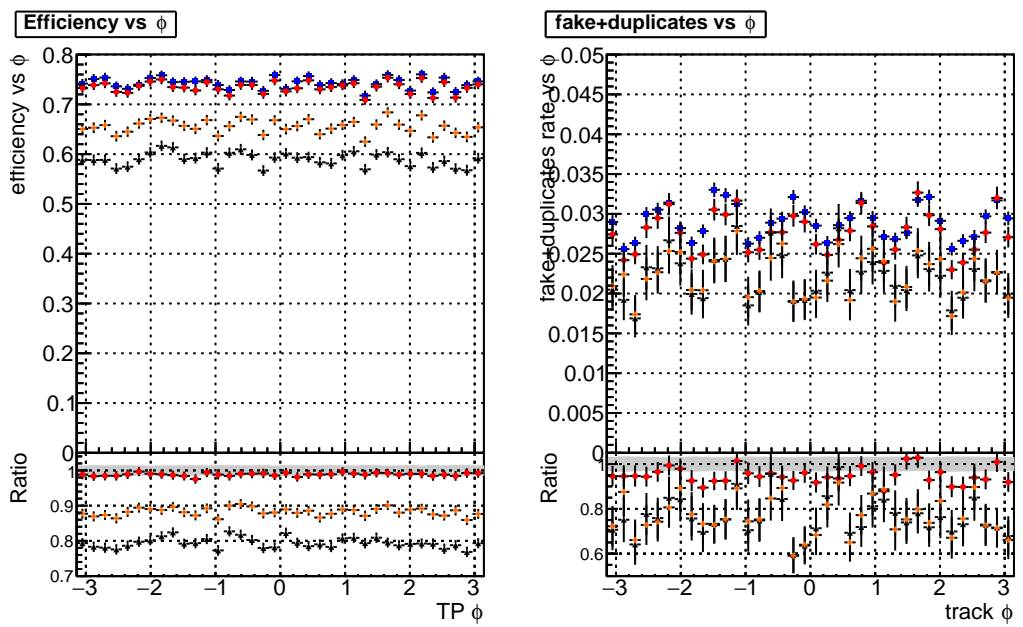 Efficiency vs ϕ
efficiency vs ϕ
0.8
0.7
0.6
0.5
0.4
0.3
0.2
0.1
0
Ratio
1
0.9
0.8
0.7
−3 −2 −1 0 1 2 3
TP ϕ
fake+duplicates vs ϕ
fake+duplicates rate vs ϕ
0.05
0.045
0.04
0.035
0.03
0.025
0.02
0.015
0.01
0.005
0
Ratio
1
0.8
0.6
−3 −2 −1 0 1 2 3
track ϕ